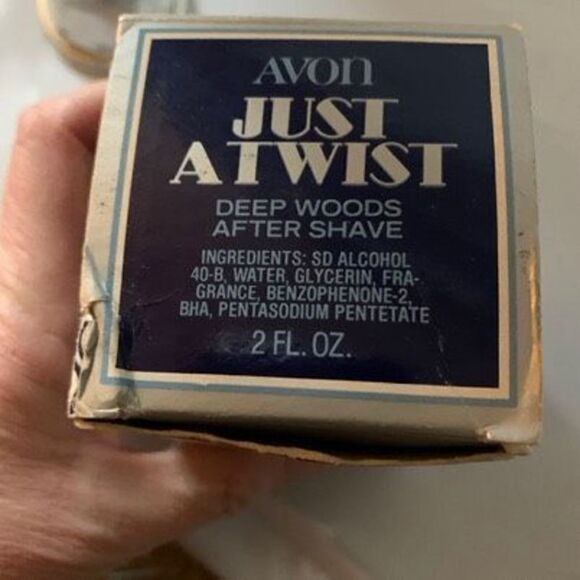 AVON
JUST
A TWIST
DEEP WOODS
AFTER SHAVE
INGREDIENTS: SD ALCOHOL
40-B, WATER, GLYCERIN, FRA-
GRANCE, BENZOPHENONE-2,
BHA, PENTASODIUM PENTETATE
2 FL. OZ.